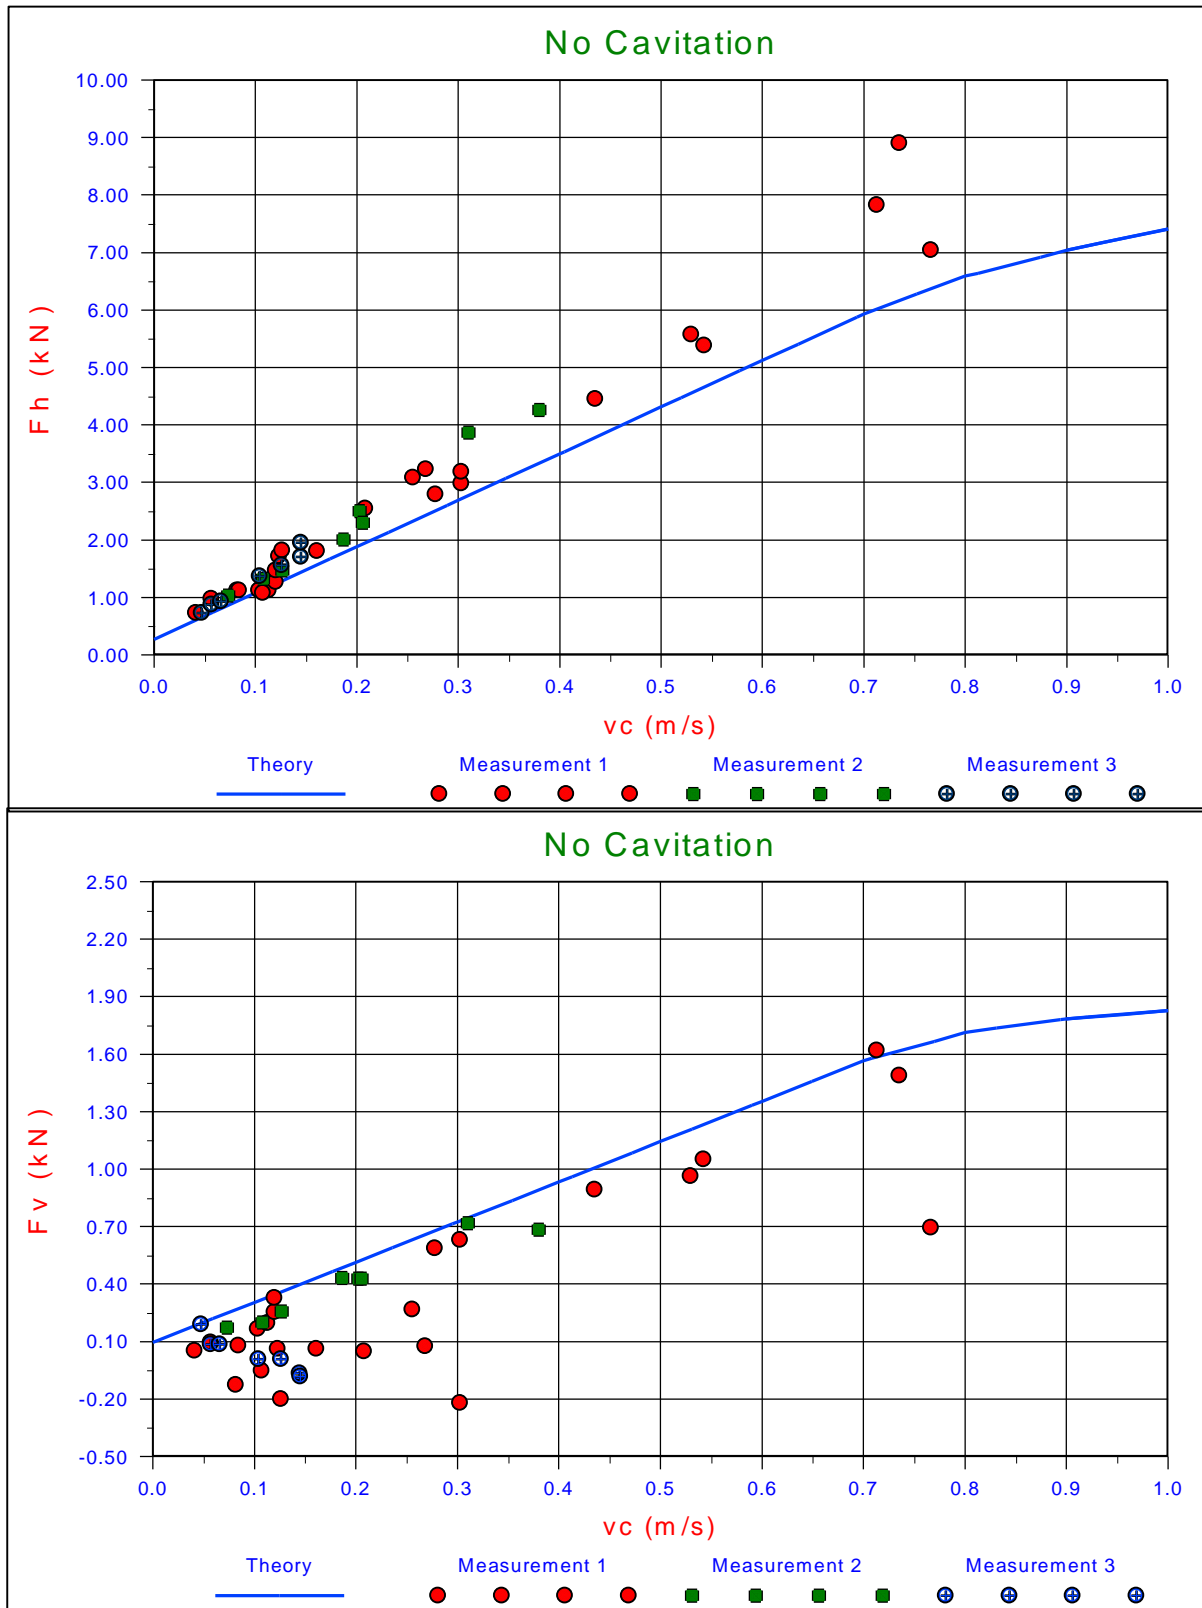 No Cavitation
10.00
9.00
8.00
7.00
6.00
5.00
4.00
3.00
2.00
1.00
0.00
Fh (kN)
0.0 0.1 0.2 0.3 0.4 0.5 0.6 0.7 0.8 0.9 1.0
vc (m/s)
Theory Measurement 1 Measurement 2 Measurement 3
No Cavitation
2.50
2.20
1.90
1.60
1.30
1.00
0.70
0.40
0.10
-0.20
-0.50
Fv (kN)
0.0 0.1 0.2 0.3 0.4 0.5 0.6 0.7 0.8 0.9 1.0
vc (m/s)
Theory Measurement 1 Measurement 2 Measurement 3